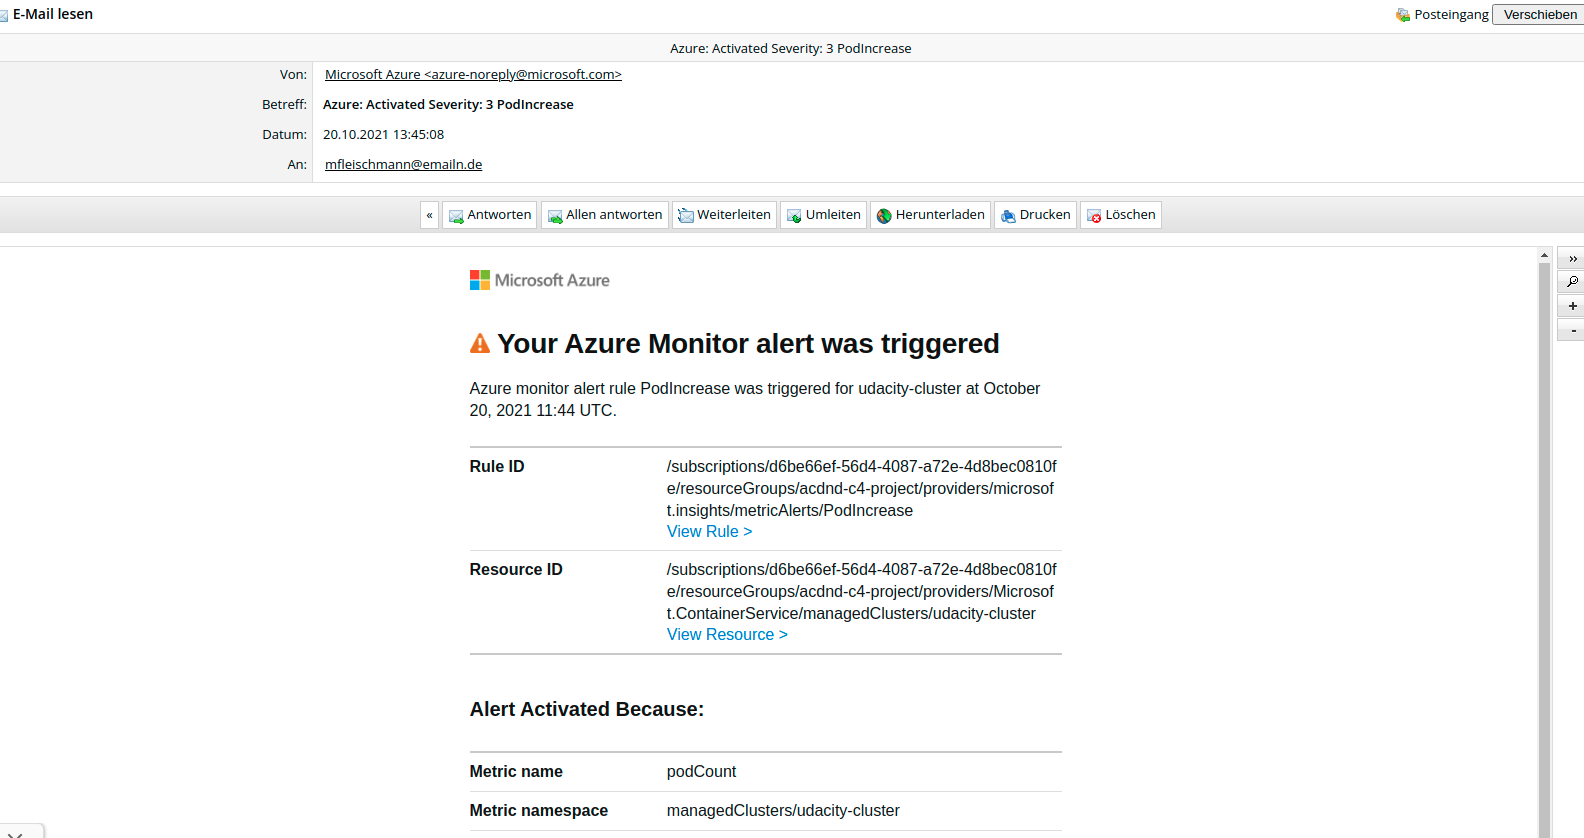 E-Mail lesen
Posteingang Verschieben
Azure: Activated Severity: 3 PodIncrease
Von: Microsoft Azure <azure-noreply@microsoft.com>
Betreff: Azure: Activated Severity: 3 PodIncrease
Datum: 20.10.2021 13:45:08
An: mfleischmann@emailn.de
« Antworten Allen antworten Weiterleiten Umleiten Herunterladen Drucken Löschen
»
+
-
Microsoft Azure
Your Azure Monitor alert was triggered
Azure monitor alert rule PodIncrease was triggered for udacity-cluster at October
20, 2021 11:44 UTC.
Rule ID /subscriptions/d6be66ef-56d4-4087-a72e-4d8bec0810f
e/resourceGroups/acdnd-c4-project/providers/microsof
t.insights/metricAlerts/PodIncrease
View Rule >
Resource ID /subscriptions/d6be66ef-56d4-4087-a72e-4d8bec0810f
e/resourceGroups/acdnd-c4-project/providers/Microsof
t.ContainerService/managedClusters/udacity-cluster
View Resource >
Alert Activated Because:
Metric name podCount
Metric namespace managedClusters/udacity-cluster